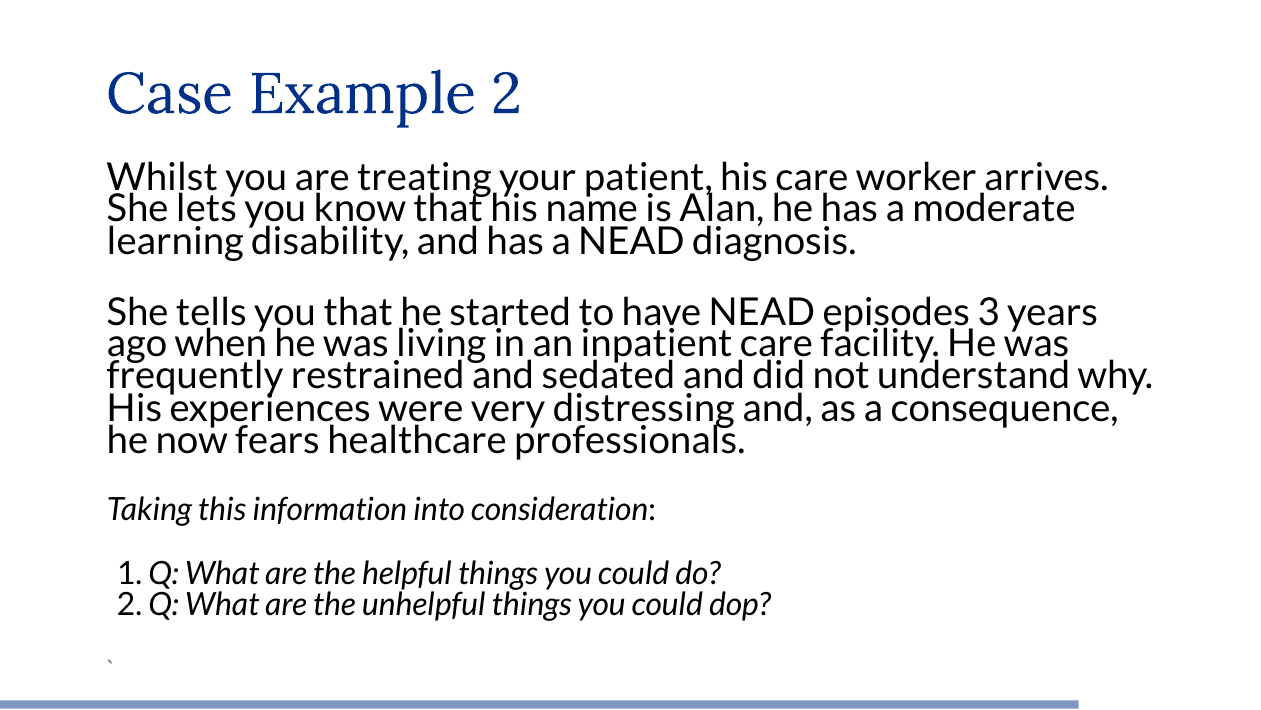 Case Example 2
Whilst you are treating your patient, his care worker arrives.
She lets you know that his name is Alan, he has a moderate
learning disability, and has a NEAD diagnosis.
She tells you that he started to have NEAD episodes 3 years
ago when he was living in an inpatient care facility. He was
frequently restrained and sedated and did not understand why.
His experiences were very distressing and, as a consequence,
he now fears healthcare professionals.
Taking this information into consideration:
1. Q: What are the helpful things you could do?
2. Q: What are the unhelpful things you could dop?
`